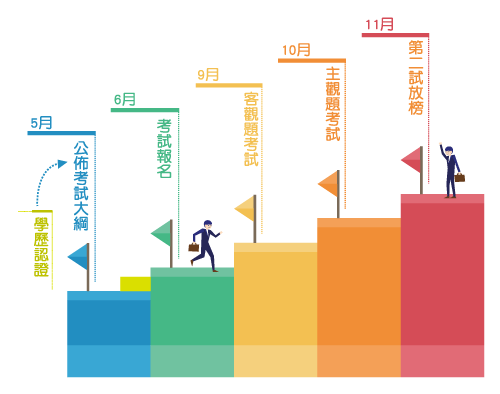 學歷認證
5月
公佈考試大綱
6月
考試報名
9月
客觀題考試
10月
主觀題考試
11月
第二試放榜